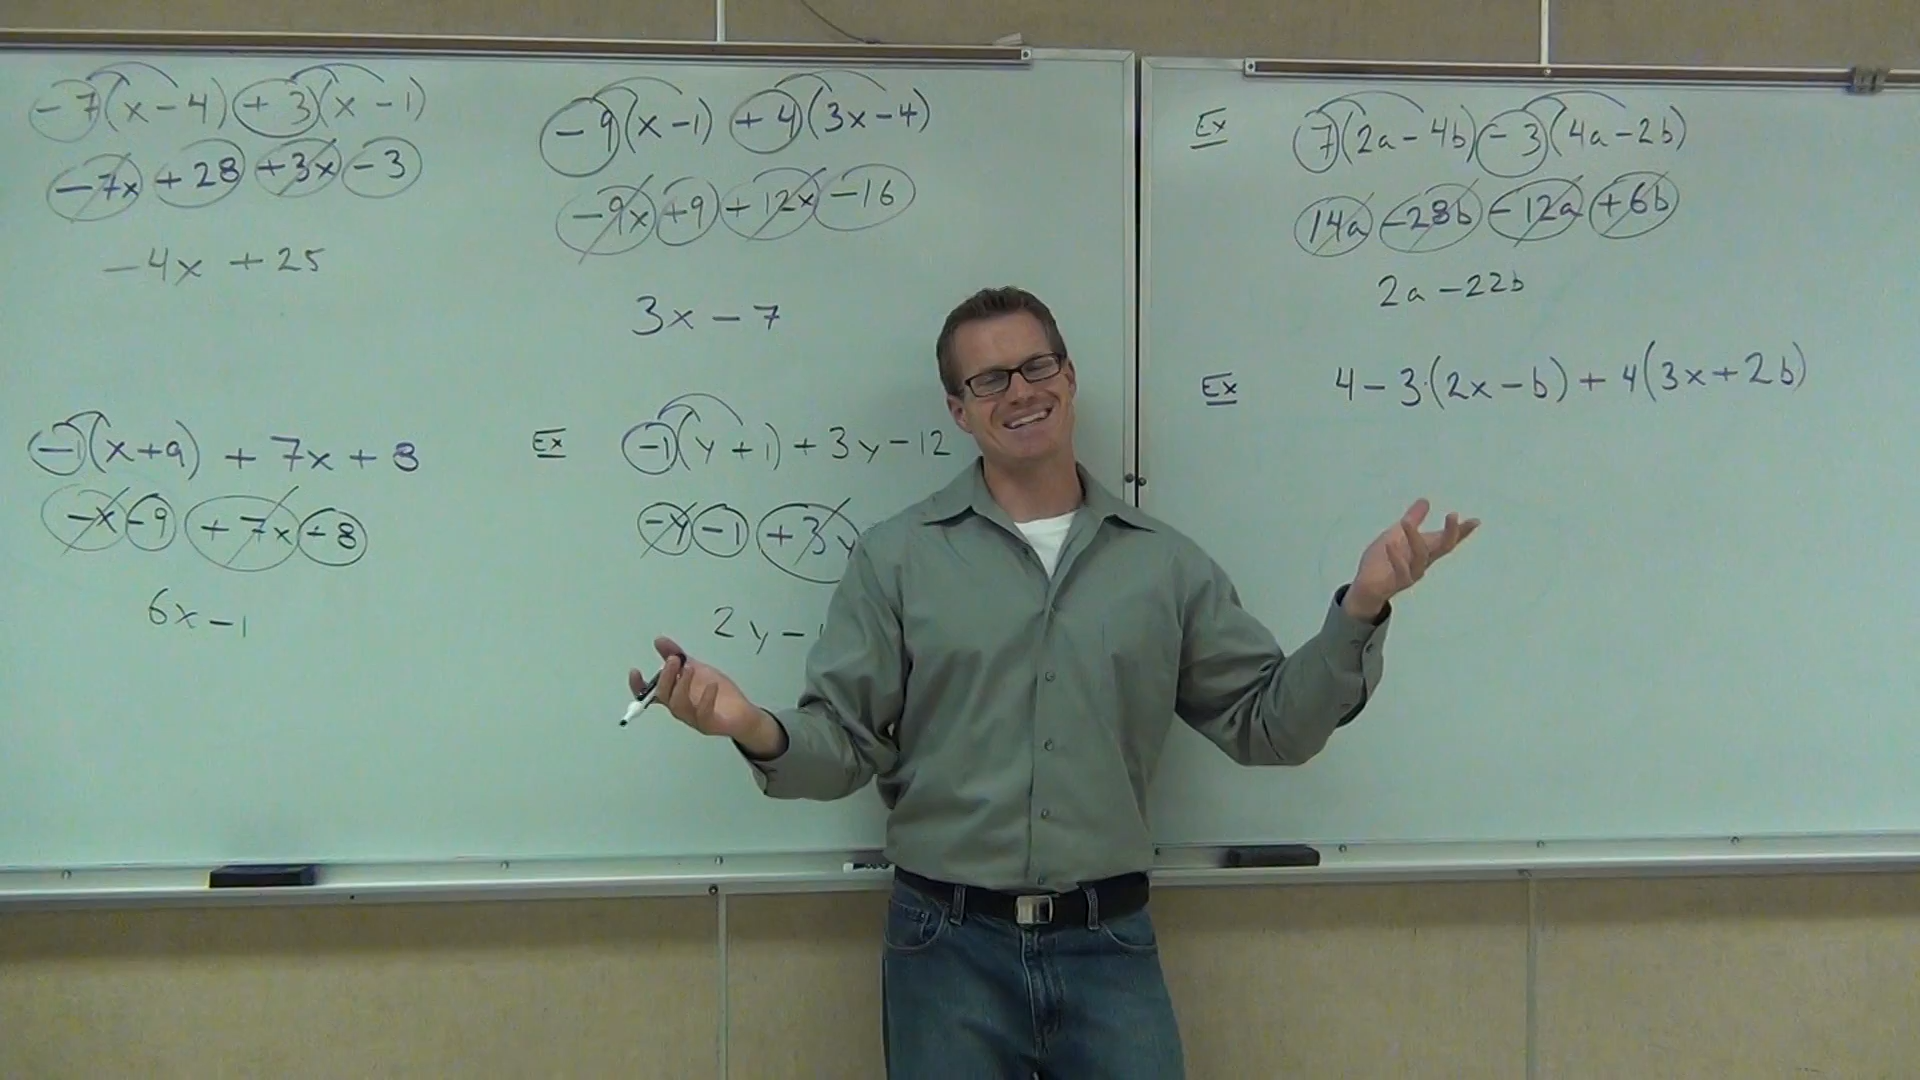 -7(x-4)+3(x-1)
-7x+28+3x-3
-4x+25
-9(x-1)+4(3x-4)
-9x+9+12x-16
3x-7
-1(x+9)+7x+8
-x-9+7x+8
6x-1
Ex -1(y+1)+3y-12
-y-1+3y
2y-1
Ex 7(2a-4b)-3(4a-2b)
14a-28b-12a+6b
2a-22b
Ex 4-3·(2x-b)+4(3x+2b)